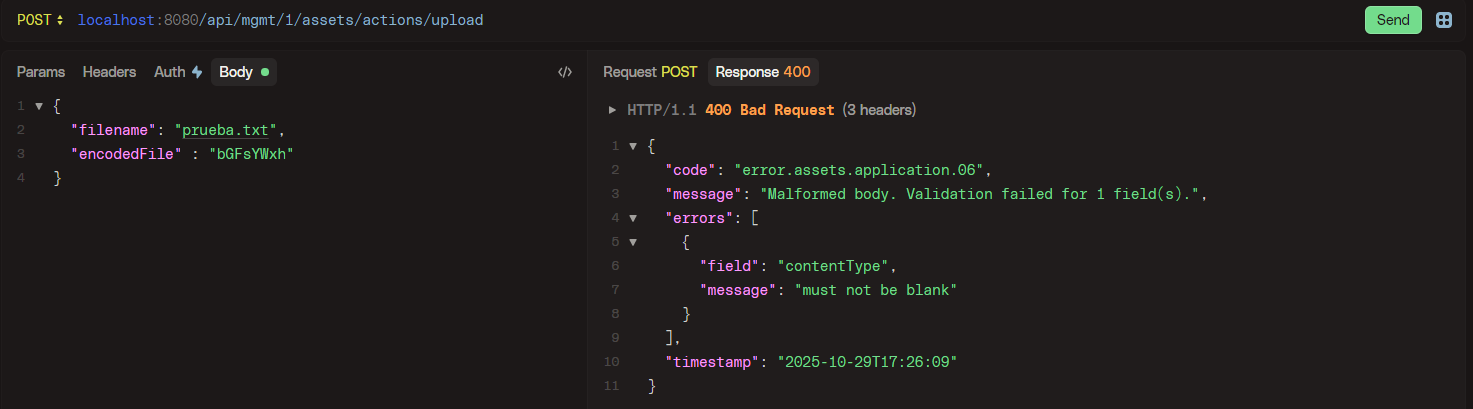 POST localhost:8080/api/mgmt/1/assets/actions/upload Send
Params Headers Auth Body
1 {
2 "filename": "prueba.txt",
3 "encodedFile" : "bGFsYWxh"
4 }
Request POST Response 400
HTTP/1.1 400 Bad Request (3 headers)
1 {
2 "code": "error.assets.application.06",
3 "message": "Malformed body. Validation failed for 1 field(s).",
4 "errors": [
5 {
6 "field": "contentType",
7 "message": "must not be blank"
8 }
9 ],
10 "timestamp": "2025-10-29T17:26:09"
11 }